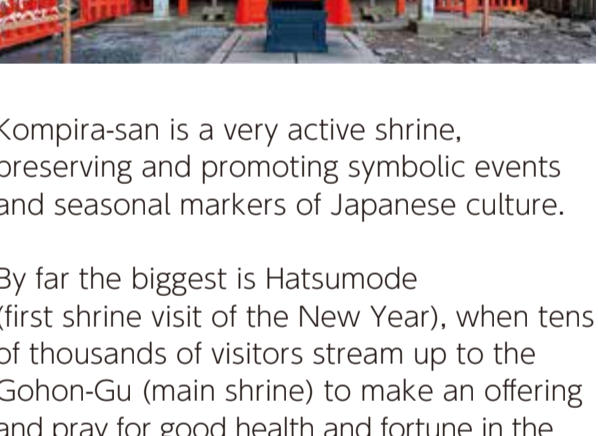 Kompira-san is a very active shrine,
preserving and promoting symbolic events
and seasonal markers of Japanese culture.
By far the biggest is Hatsumode
(first shrine visit of the New Year), when tens
of thousands of visitors stream up to the
Gohon-Gu (main shrine) to make an offering
and pray for good health and fortune in the